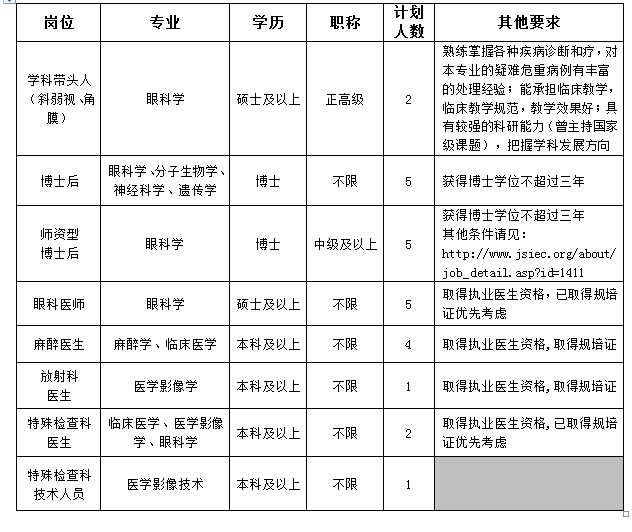 岗位 专业 学历 职称 计划人数 其他要求
学科带头人
（斜弱视、角
膜）
眼科学
硕士及以上
正高级
2
熟练掌握各种疾病诊断和疗，对
本专业的疑难危重病例有丰富
的处理经验；能承担临床教学，
临床教学规范，教学效果好；具
有较强的科研能力（曾主持国家
级课题），把握学科发展方向
博士后
眼科学、分子生物学、
神经科学、遗传学
博士
不限
5
获得博士学位不超过三年
师资型
博士后
眼科学
博士
中级及以上
5
获得博士学位不超过三年
其他条件请见：
http://www.jsiec.org/about/
job_detail.asp?id=1411
眼科医师
眼科学
硕士及以上
不限
5
取得执业医生资格，已取得规培
证优先考虑
麻醉医生
麻醉学、临床医学
本科及以上
不限
4
取得执业医生资格,取得规培证
放射科
医生
医学影像学
本科及以上
不限
1
取得执业医生资格,取得规培证
特殊检查科
医生
临床医学、医学影像
学、眼科学
本科及以上
不限
2
取得执业医生资格,已取得规培
证优先考虑
特殊检查科
技术人员
医学影像技术
本科及以上
不限
1